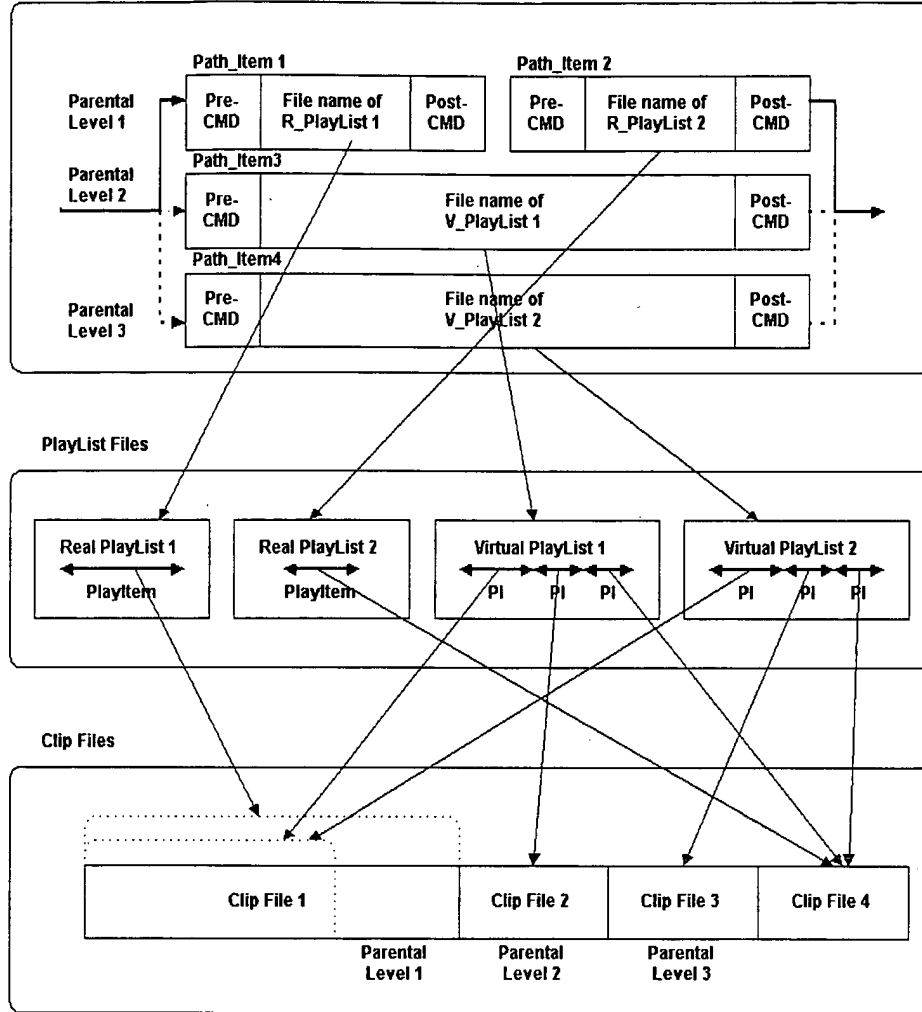 Path_Item 1
Path_Item 2
Parental
Level 1
Pre-
CMD
File name of
R_PlayList 1
Post-
CMD
Pre-
CMD
File name of
R_PlayList 2
Post-
CMD
Parental
Level 2
Path_Item3
Pre-
CMD
File name of
V_PlayList 1
Post-
CMD
Path_Item4
Parental
Level 3
Pre-
CMD
File name of
V_PlayList 2
Post-
CMD
PlayList Files
Real PlayList 1
PlayItem
Real PlayList 2
PlayItem
Virtual PlayList 1
PI
PI
PI
Virtual PlayList 2
PI
PI
PI
Clip Files
Clip File 1
Clip File 2
Clip File 3
Clip File 4
Parental
Level 1
Parental
Level 2
Parental
Level 3